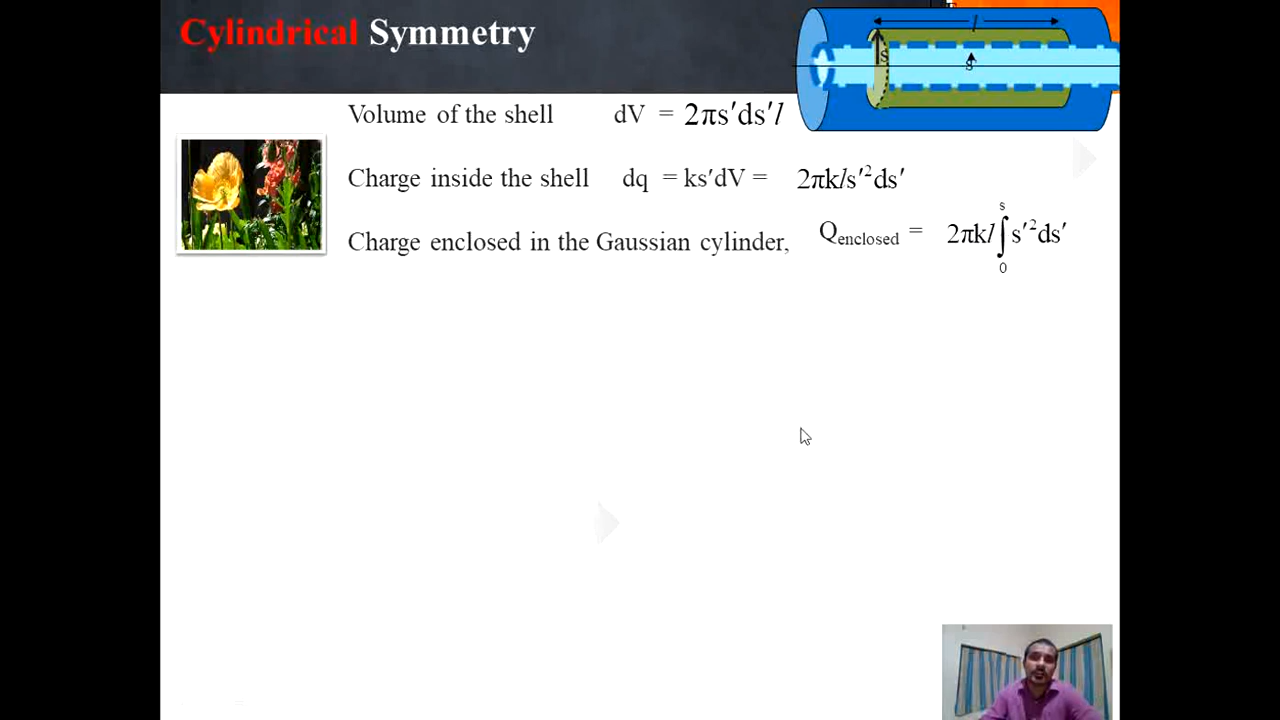 Cylindrical Symmetry
l
s
s
Volume of the shell dV = 2πs′ds′l
Charge inside the shell dq = ks′dV = 2πkls′²ds′
Charge enclosed in the Gaussian cylinder, Q_enclosed = 2πkl∫₀ˢ s′²ds′